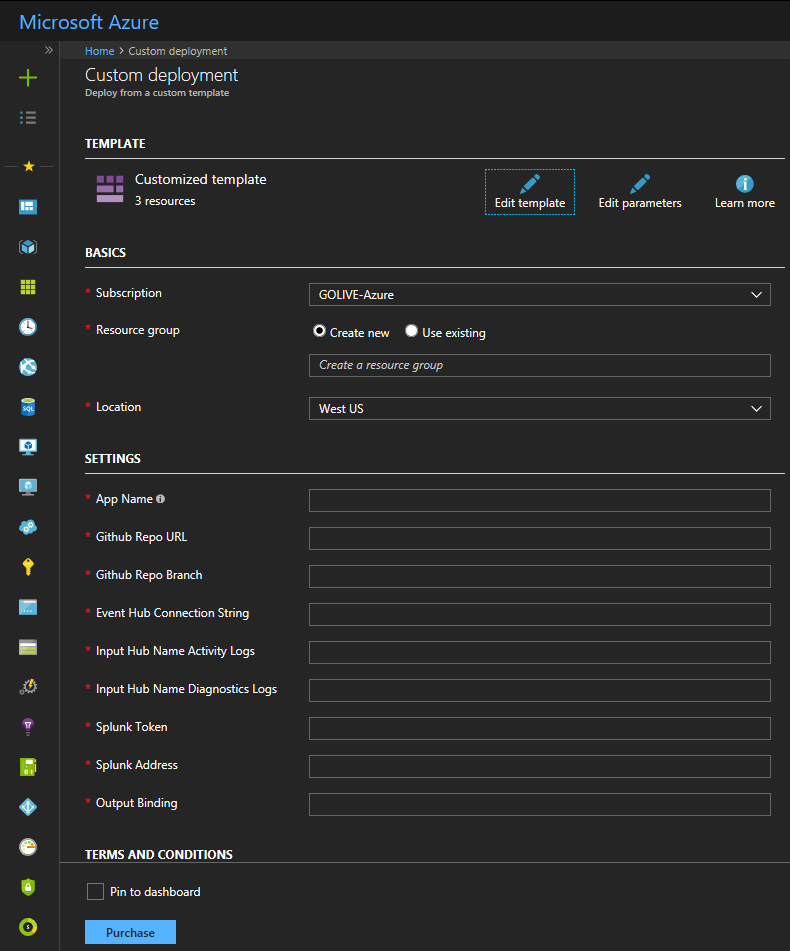 Microsoft Azure
Home > Custom deployment
Custom deployment
Deploy from a custom template
TEMPLATE
Customized template
3 resources
Edit template
Edit parameters
Learn more
BASICS
* Subscription
GOLIVE-Azure
* Resource group
Create new
Use existing
Create a resource group
* Location
West US
SETTINGS
* App Name
* Github Repo URL
* Github Repo Branch
* Event Hub Connection String
* Input Hub Name Activity Logs
* Input Hub Name Diagnostics Logs
* Splunk Token
* Splunk Address
* Output Binding
TERMS AND CONDITIONS
Pin to dashboard
Purchase
SQL